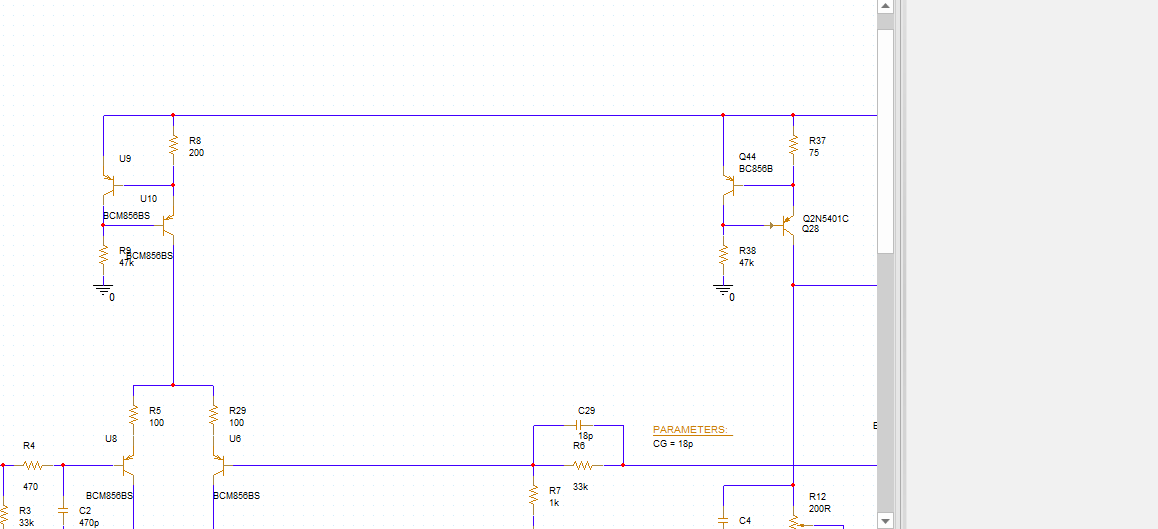 R8
200
R37
75
U9
Q44
BC856B
U10
BCM856BS
Q2N5401C
Q28
R9
47k
BCM856BS
R38
47k
0
0
R5
100
R29
100
C29
18p
PARAMETERS:
CG = 18p
R4
U8
U6
R6
470
BCM856BS
BCM856BS
R7
1k
33k
R12
200R
R3
33k
C2
470p
C4